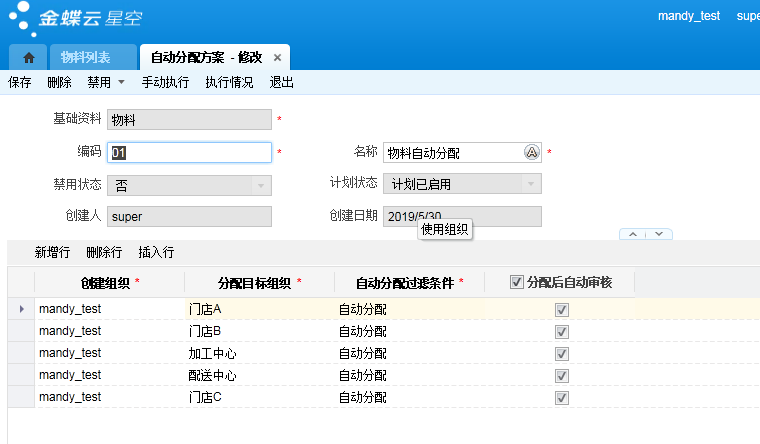 金蝶云 星空 mandy_test supe
物料列表 自动分配方案 - 修改 ×
保存 删除 禁用 手动执行 执行情况 退出
基础资料 物料 *
编码 01 * 名称 物料自动分配 A *
禁用状态 否 计划状态 计划已启用
创建人 super 创建日期 2019/5/30
使用组织
新增行 删除行 插入行
创建组织 * 分配目标组织 * 自动分配过滤条件 * 分配后自动审核
mandy_test 门店A 自动分配
mandy_test 门店B 自动分配
mandy_test 加工中心 自动分配
mandy_test 配送中心 自动分配
mandy_test 门店C 自动分配